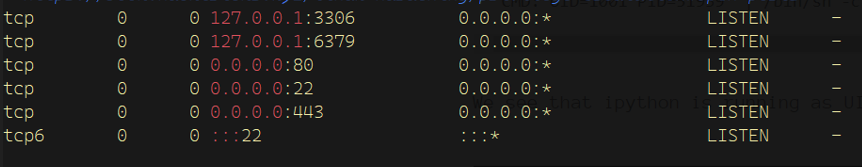 tcp 0 0 127.0.0.1:3306 0.0.0.0:* LISTEN -
tcp 0 0 127.0.0.1:6379 0.0.0.0:* LISTEN -
tcp 0 0 0.0.0.0:80 0.0.0.0:* LISTEN -
tcp 0 0 0.0.0.0:22 0.0.0.0:* LISTEN -
tcp 0 0 0.0.0.0:443 0.0.0.0:* LISTEN -
tcp6 0 0 :::22 :::* LISTEN -